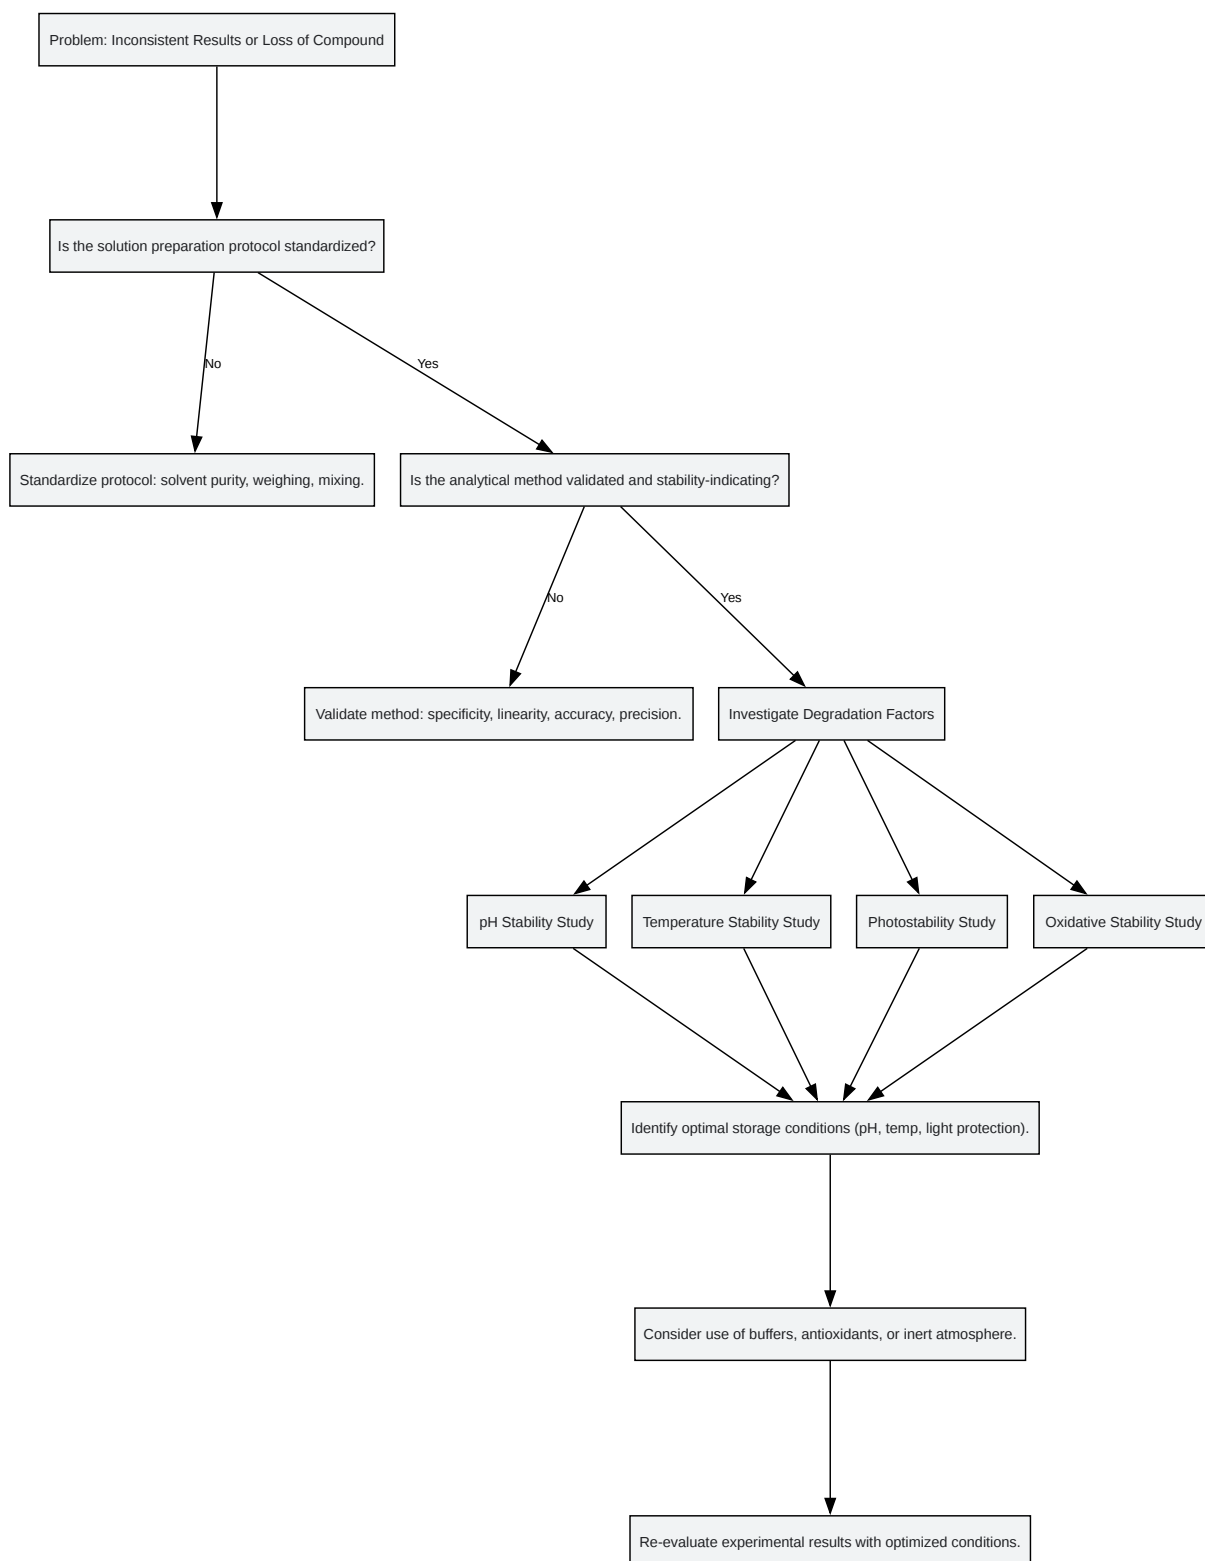 Problem: Inconsistent Results or Loss of Compound
Is the solution preparation protocol standardized?
No
Yes
Standardize protocol: solvent purity, weighing, mixing.
Is the analytical method validated and stability-indicating?
No
Yes
Validate method: specificity, linearity, accuracy, precision.
Investigate Degradation Factors
pH Stability Study
Temperature Stability Study
Photostability Study
Oxidative Stability Study
Identify optimal storage conditions (pH, temp, light protection).
Consider use of buffers, antioxidants, or inert atmosphere.
Re-evaluate experimental results with optimized conditions.